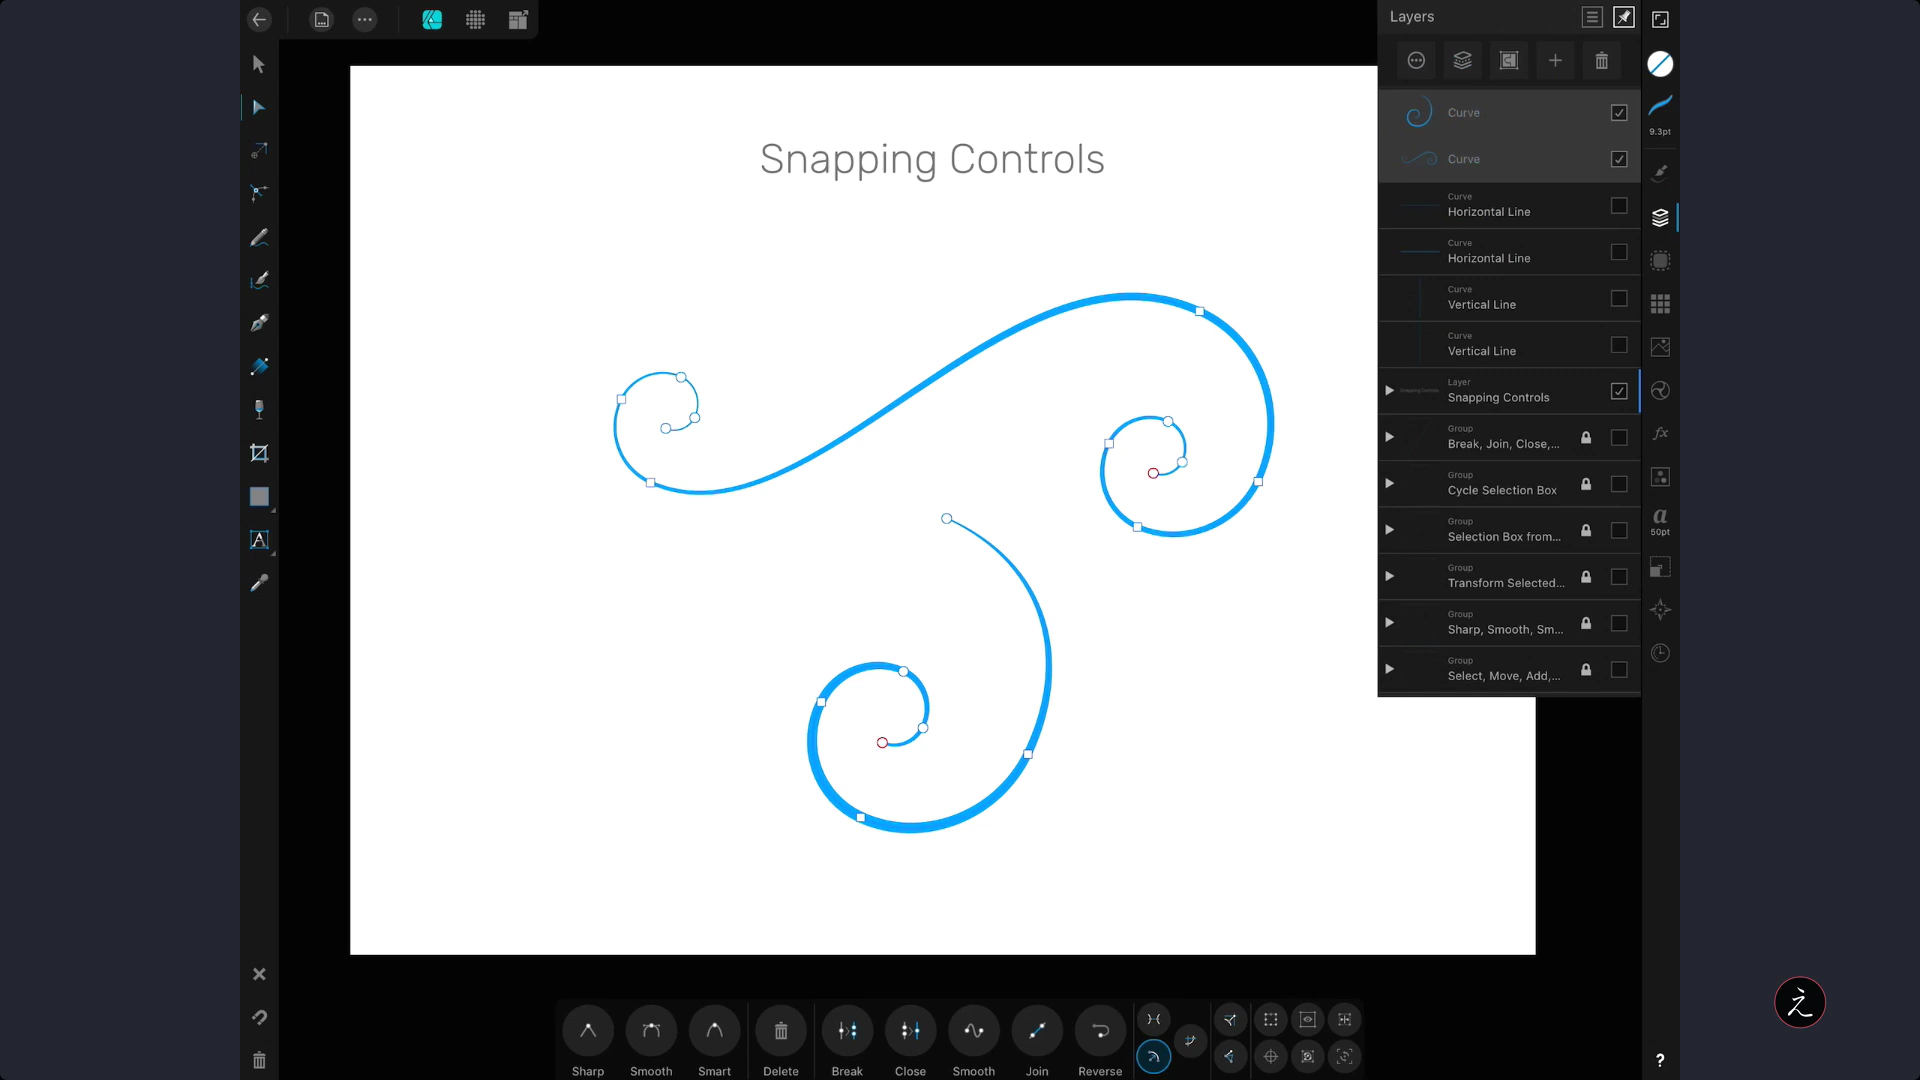 Layers
Curve
9.3pt
Curve
Curve
Horizontal Line
Snapping Controls
Curve
Horizontal Line
Curve
Vertical Line
Curve
Vertical Line
Layer
Snapping Controls
Group
Break, Join, Close,...
fx
Group
Cycle Selection Box
Group
Selection Box from...
a
50pt
A
Group
Transform Selected...
Group
Sharp, Smooth, Sm...
Group
Select, Move, Add,...
之
?
Sharp
Smooth
Smart
Delete
Break
Close
Smooth
Join
Reverse